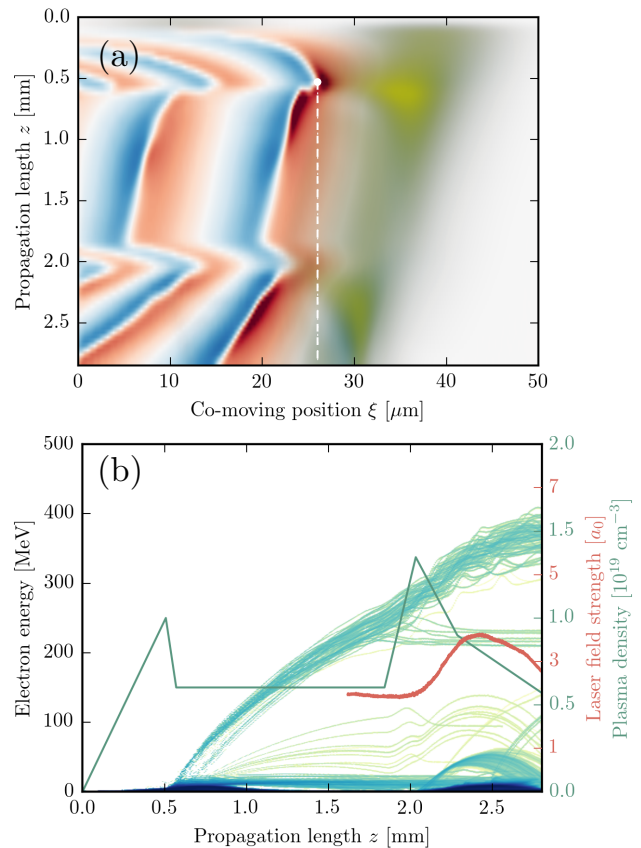 (a)
Propagation length z [mm]
0.0
0.5
1.0
1.5
2.0
2.5
0 10 20 30 40 50
Co-moving position ξ [μm]
(b)
Electron energy [MeV]
500
400
300
200
100
0
0.0 0.5 1.0 1.5 2.0 2.5
Propagation length z [mm]
7
5
3
1
Laser field strength [a₀]
2.0
1.5
1.0
0.5
0.0
Plasma density [10¹⁹ cm⁻³]